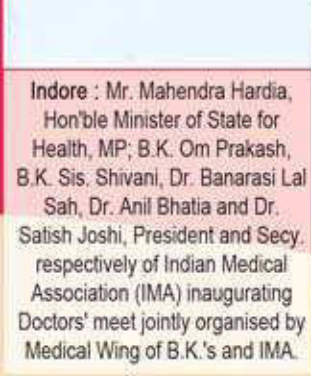 Indore : Mr. Mahendra Hardia,
Hon'ble Minister of State for
Health, MP; B.K. Om Prakash,
B.K. Sis. Shivani, Dr. Banarasi Lal
Sah, Dr. Anil Bhatia and Dr.
Satish Joshi, President and Secy.
respectively of Indian Medical
Association (IMA) inaugurating
Doctors' meet jointly organised by
Medical Wing of B.K.'s and IMA.